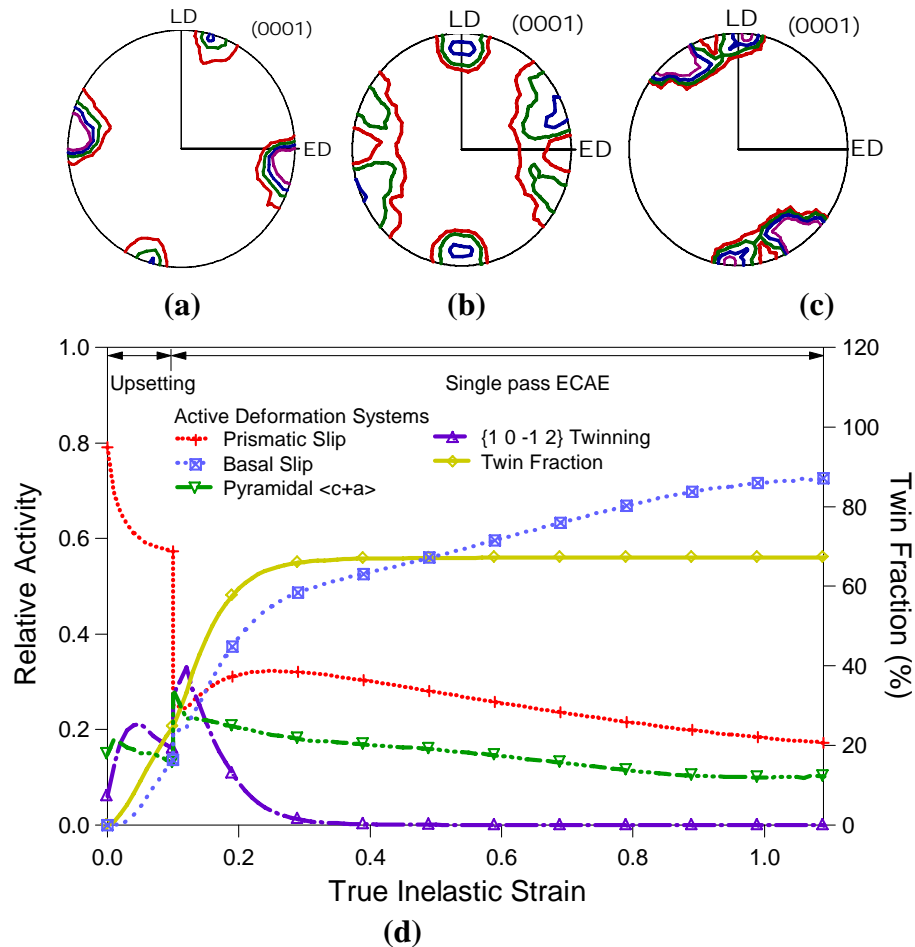 LD
(0001)
ED
(a)
LD
(0001)
ED
(b)
LD
(0001)
ED
(c)
1.0
0.8
0.6
0.4
0.2
0.0
Relative Activity
Upsetting
Single pass ECAE
Active Deformation Systems
Prismatic Slip
Basal Slip
Pyramidal <c+a>
{1 0 -1 2} Twinning
Twin Fraction
120
100
80
60
40
20
0
Twin Fraction (%)
0.0 0.2 0.4 0.6 0.8 1.0
True Inelastic Strain
(d)